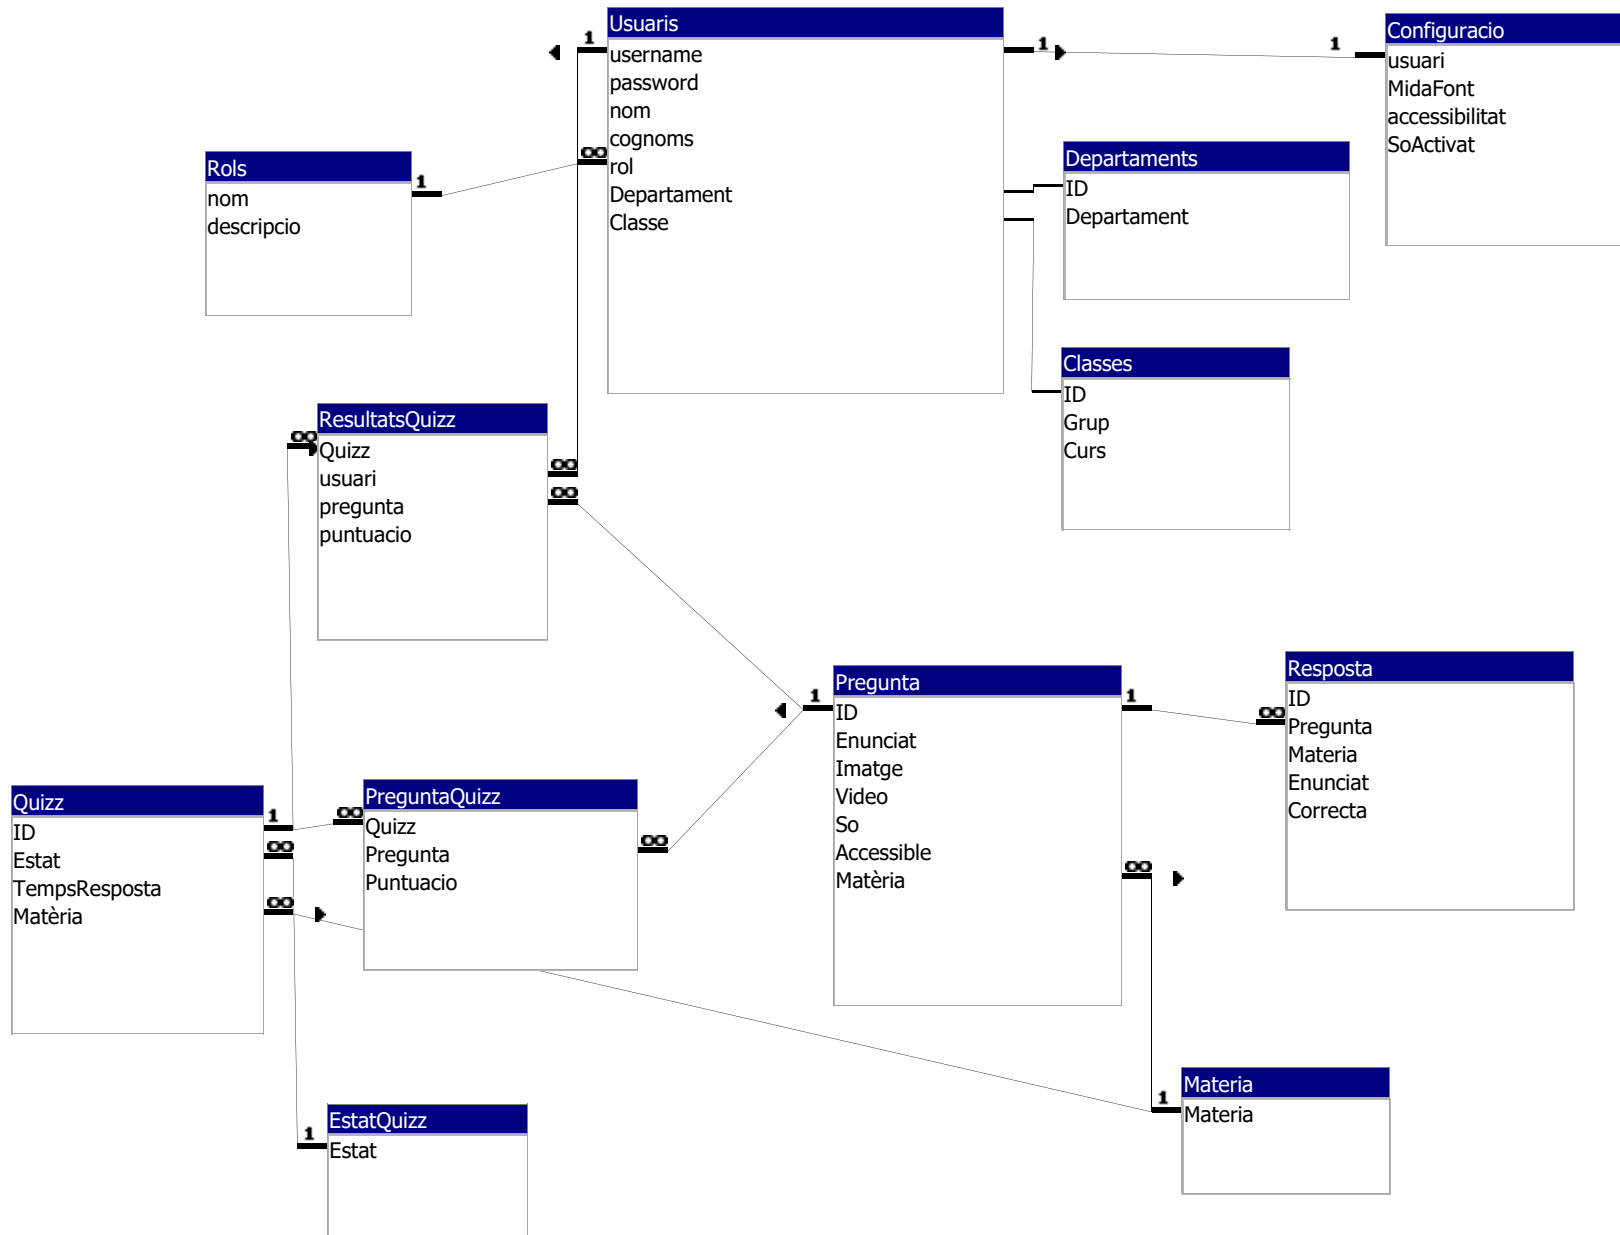 Usuaris
username
password
nom
cognoms
rol
Departament
Classe
1
∞
1
1
Configuracio
usuari
MidaFont
accessibilitat
SoActivat
Rols
nom
descripcio
1
Departaments
ID
Departament
Classes
ID
Grup
Curs
ResultatsQuizz
Quizz
usuari
pregunta
puntuacio
∞
∞
∞
Pregunta
ID
Enunciat
Imatge
Video
So
Accessible
Matèria
1
1
∞
Resposta
ID
Pregunta
Materia
Enunciat
Correcta
∞
Quizz
ID
Estat
TempsResposta
Matèria
1
∞
∞
PreguntaQuizz
Quizz
Pregunta
Puntuacio
∞
∞
EstatQuizz
Estat
1
Materia
Materia
1